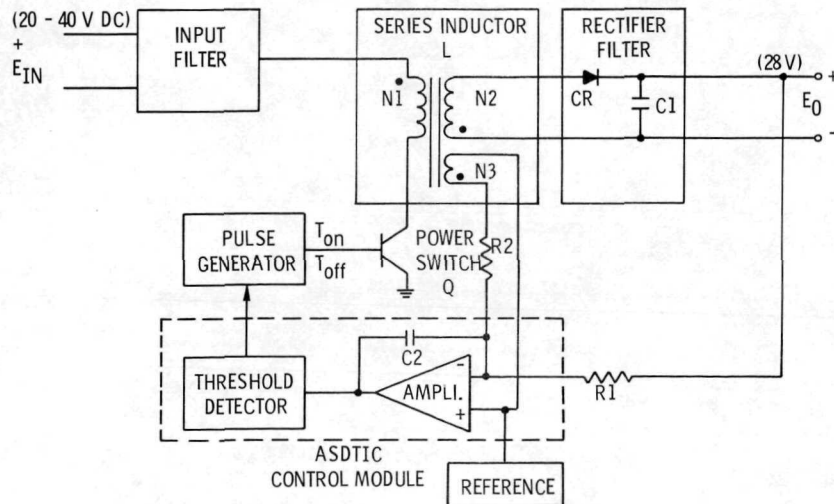 (20 - 40 V DC)
+
E_IN
-
INPUT
FILTER
SERIES INDUCTOR
L
N1
N2
N3
RECTIFIER
FILTER
CR
C1
(28 V)
+
E_O
-
PULSE
GENERATOR
T_on
T_off
POWER
SWITCH
Q
R2
C2
THRESHOLD
DETECTOR
-
AMPLI.
+
R1
ASDTIC
CONTROL MODULE
REFERENCE